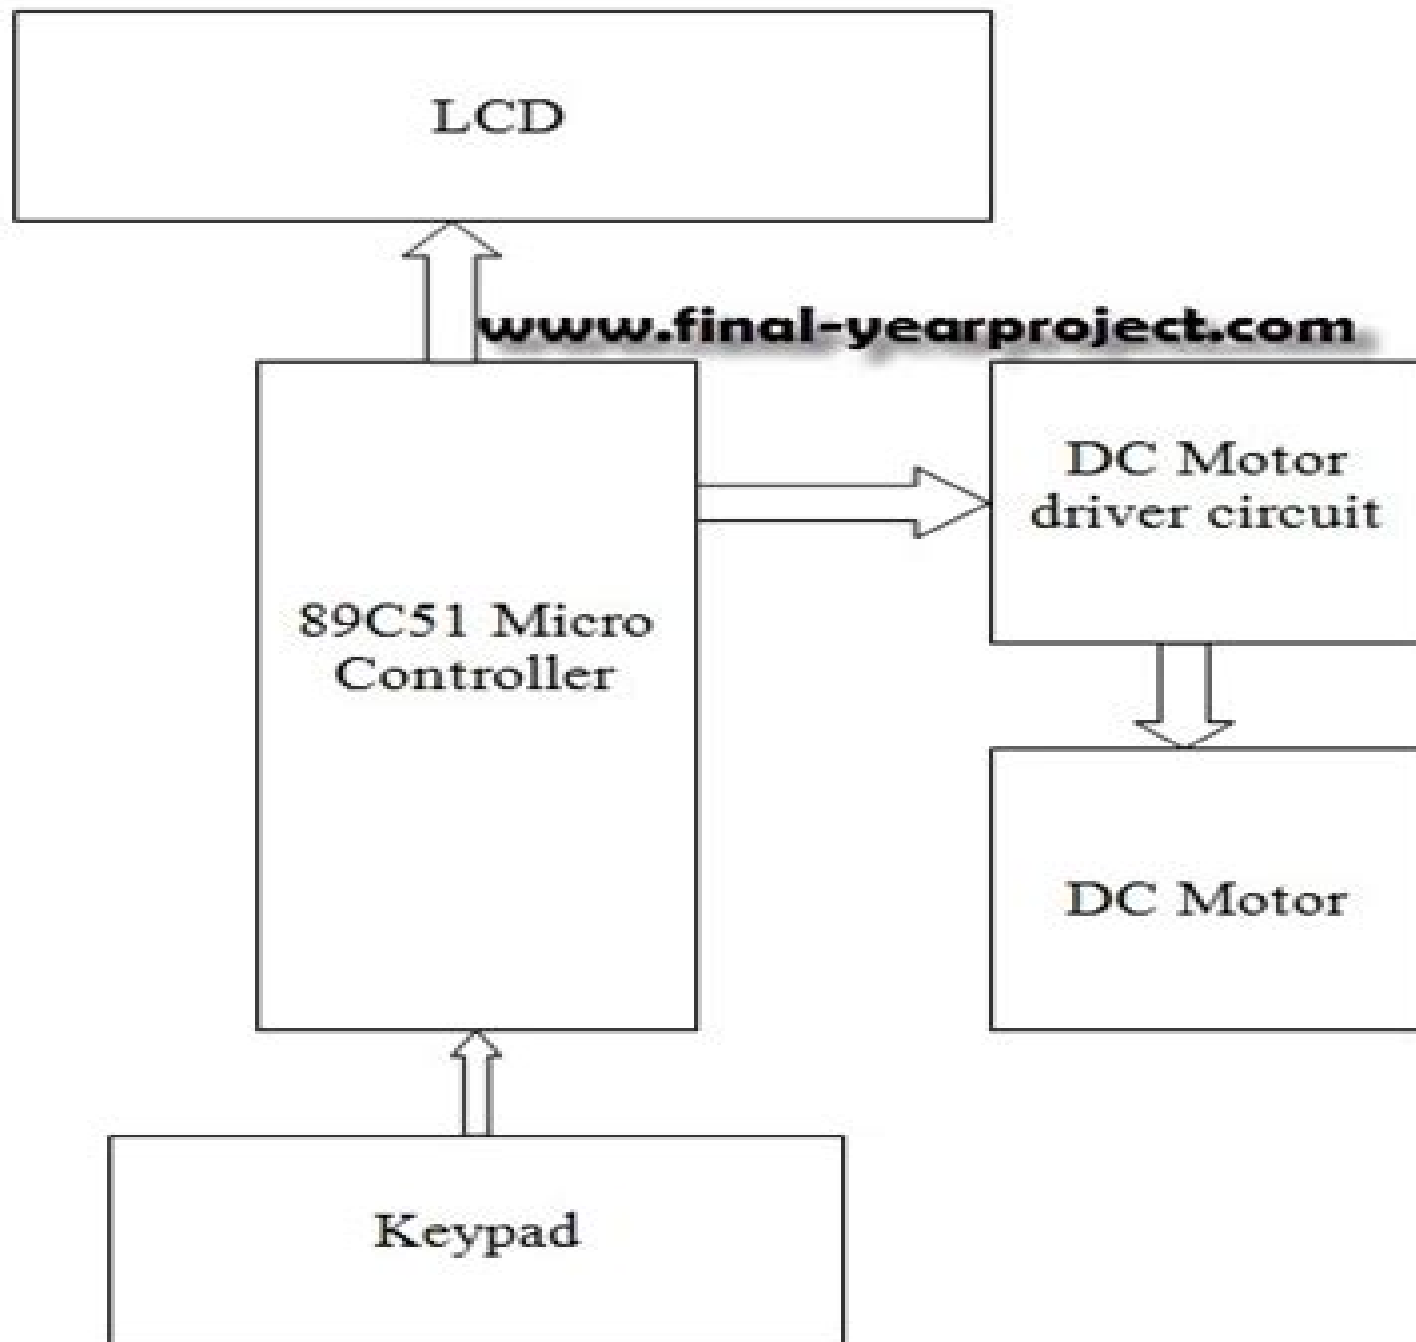 LCD
www.final-yearproject.com
DC Motor
driver circuit
89C51 Micro
Controller
DC Motor
Keypad